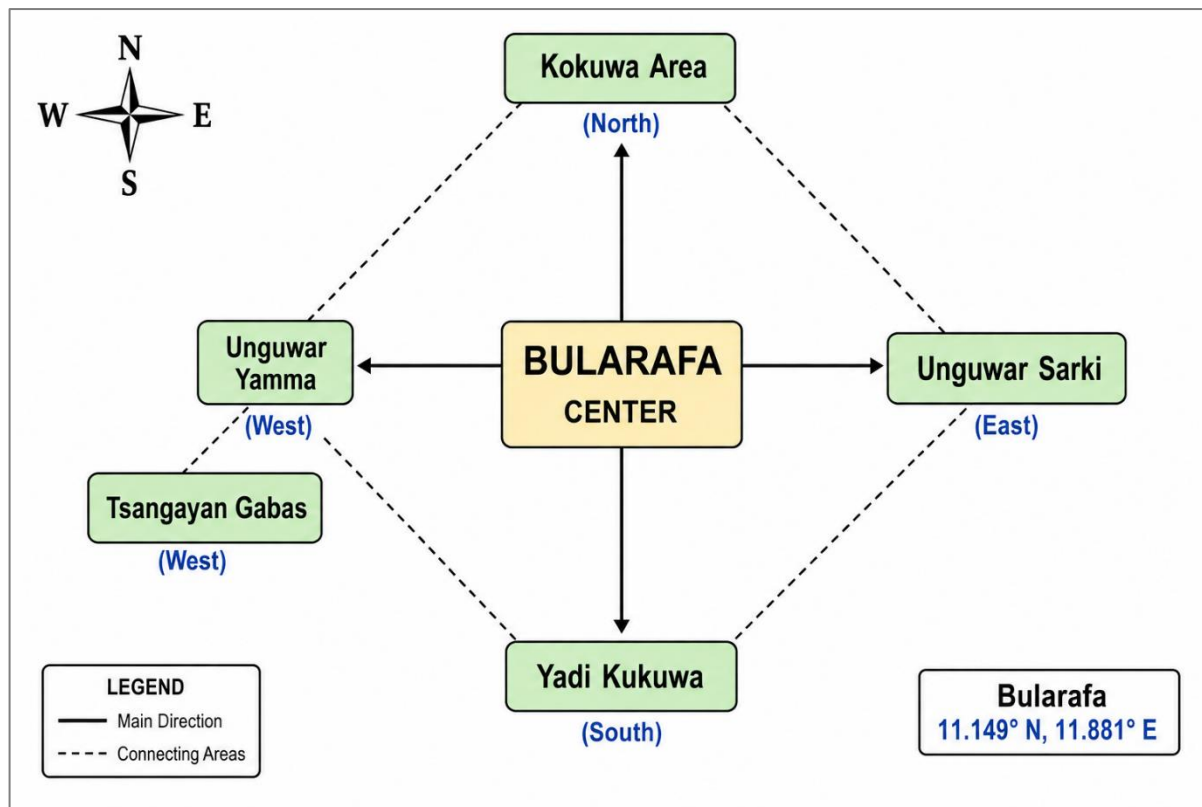 N
W E
S
Kokuwa Area
(North)
Unguwar
Yamma
(West)
BULARAFA
CENTER
Unguwar Sarki
(East)
Tsangayan Gabas
(West)
Yadi Kukuwa
(South)
LEGEND
Main Direction
Connecting Areas
Bularafa
11.149° N, 11.881° E